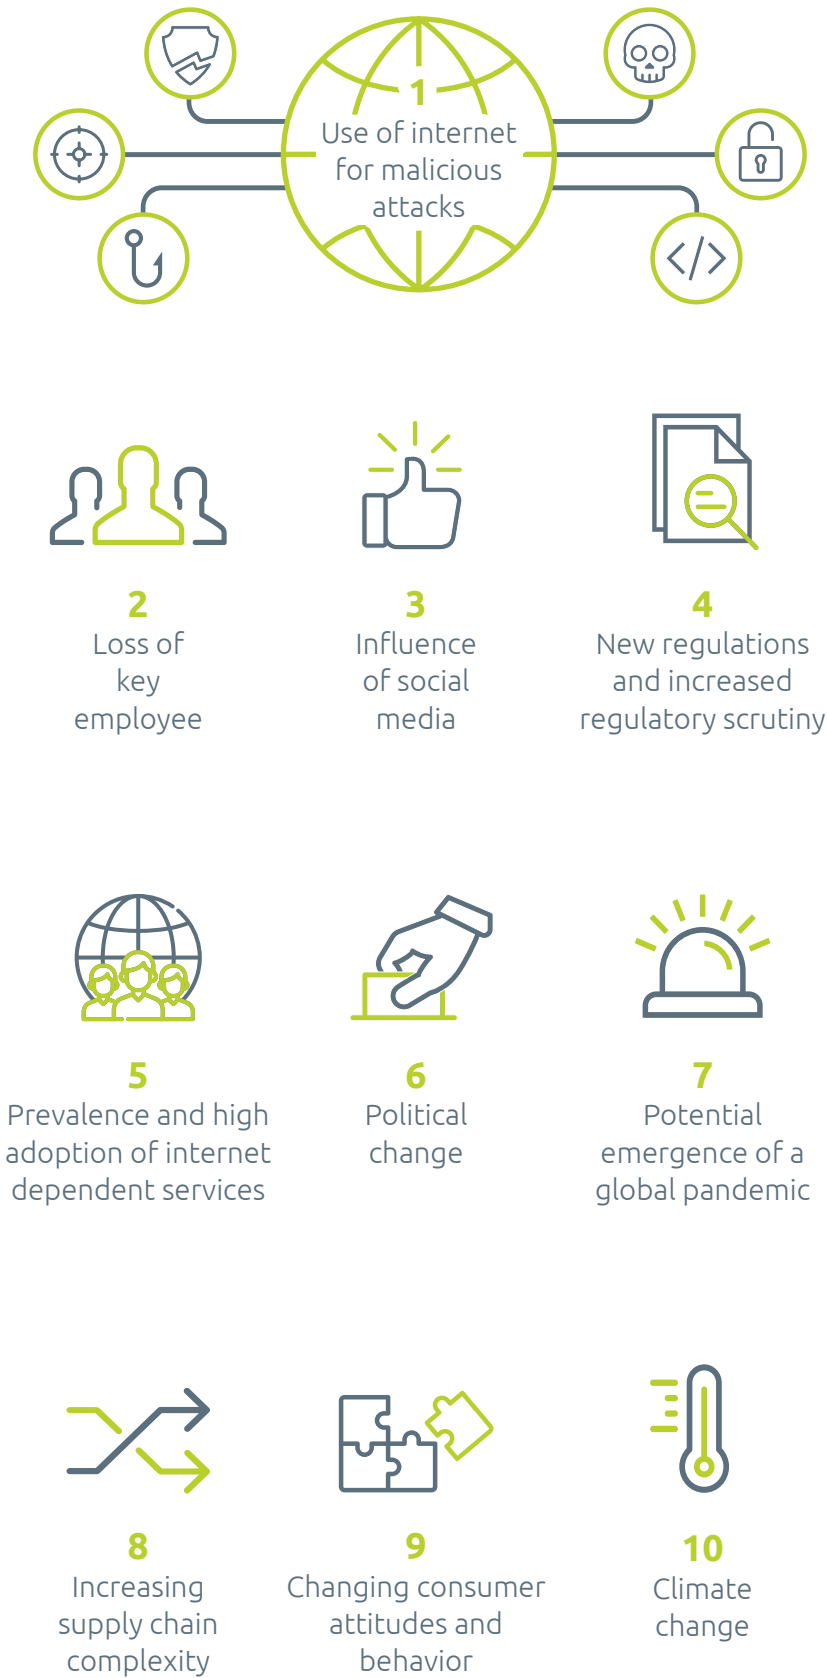 1
Use of internet
for malicious
attacks
</>
2
Loss of
key
employee
3
Influence
of social
media
4
New regulations
and increased
regulatory scrutiny
5
Prevalence and high
adoption of internet
dependent services
6
Political
change
7
Potential
emergence of a
global pandemic
8
Increasing
supply chain
complexity
9
Changing consumer
attitudes and
behavior
10
Climate
change